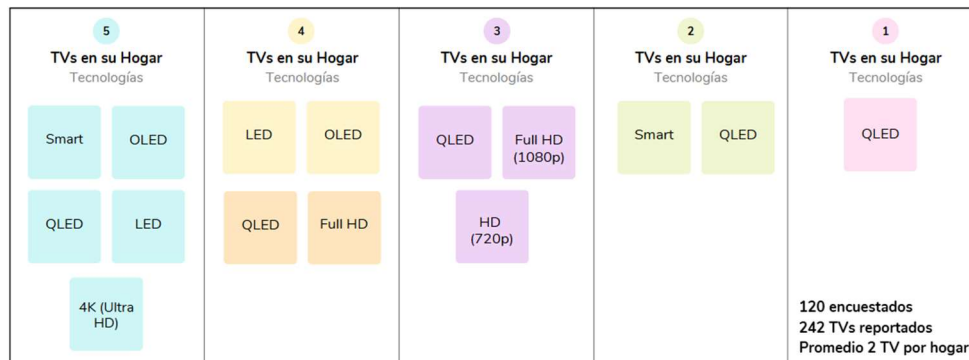 5
TVs en su Hogar
Tecnologías
Smart
OLED
QLED
LED
4K (Ultra
HD)
4
TVs en su Hogar
Tecnologías
LED
OLED
QLED
Full HD
3
TVs en su Hogar
Tecnologías
QLED
Full HD
(1080p)
HD
(720p)
2
TVs en su Hogar
Tecnologías
Smart
QLED
1
TVs en su Hogar
Tecnologías
QLED
120 encuestados
242 TVs reportados
Promedio 2 TV por hogar